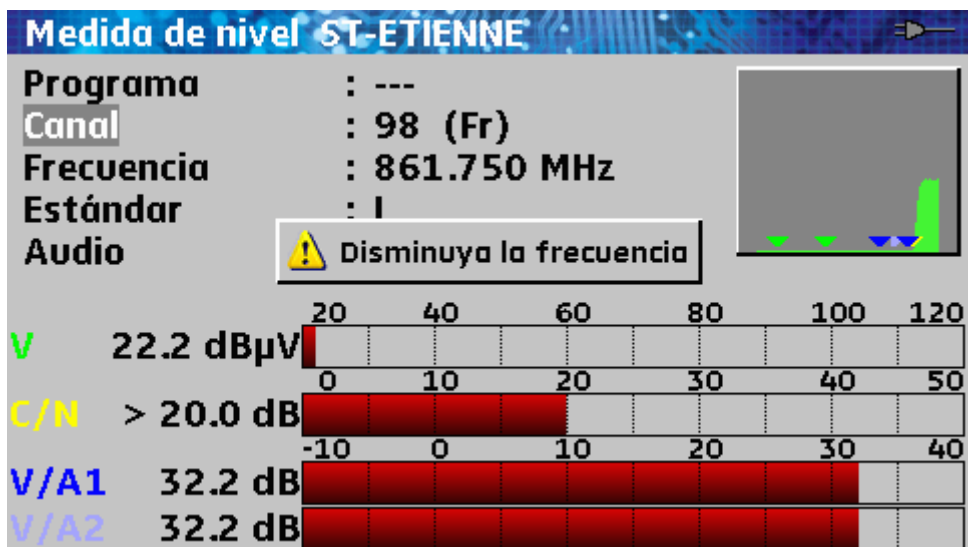 Medida de nivel ST-ETIENNE
Programa : ---
Canal : 98 (Fr)
Frecuencia : 861.750 MHz
Estándar : L
Audio
Disminuya la frecuencia
20 40 60 80 100 120
V 22.2 dBµV
0 10 20 30 40 50
C/N > 20.0 dB
-10 0 10 20 30 40
V/A1 32.2 dB
V/A2 32.2 dB